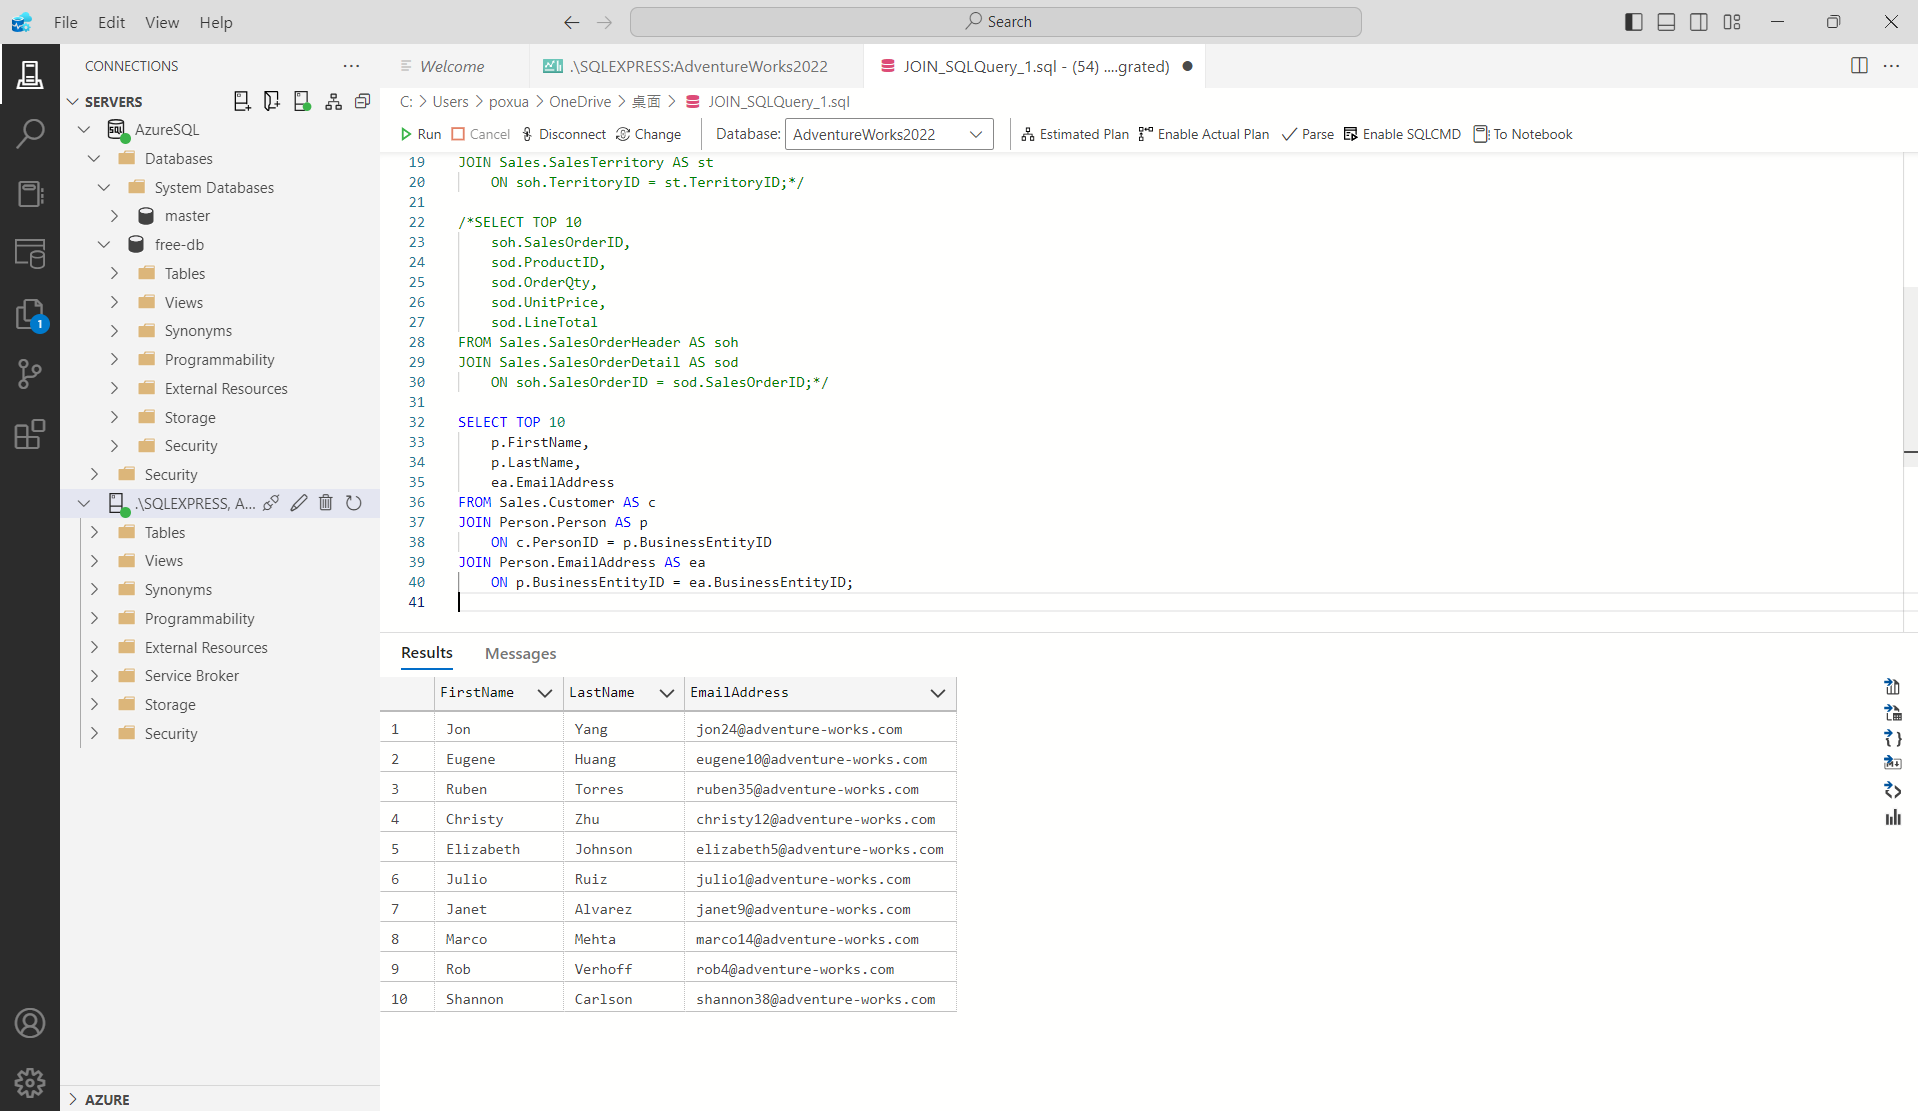 File Edit View Help
Search
CONNECTIONS
SERVERS
AzureSQL
Databases
System Databases
master
free-db
Tables
Views
Synonyms
Programmability
External Resources
Storage
Security
Security
.\SQLEXPRESS, A...
Tables
Views
Synonyms
Programmability
External Resources
Service Broker
Storage
Security
AZURE
1
Welcome
.\SQLEXPRESS:AdventureWorks2022
JOIN_SQLQuery_1.sql - (54) ....grated)
C: > Users > poxua > OneDrive > 桌面 > JOIN_SQLQuery_1.sql
Run Cancel Disconnect Change Database: AdventureWorks2022 Estimated Plan Enable Actual Plan Parse Enable SQLCMD To Notebook
19 JOIN Sales.SalesTerritory AS st
20 ON soh.TerritoryID = st.TerritoryID;*/
21
22 /*SELECT TOP 10
23 soh.SalesOrderID,
24 sod.ProductID,
25 sod.OrderQty,
26 sod.UnitPrice,
27 sod.LineTotal
28 FROM Sales.SalesOrderHeader AS soh
29 JOIN Sales.SalesOrderDetail AS sod
30 ON soh.SalesOrderID = sod.SalesOrderID;*/
31
32 SELECT TOP 10
33 p.FirstName,
34 p.LastName,
35 ea.EmailAddress
36 FROM Sales.Customer AS c
37 JOIN Person.Person AS p
38 ON c.PersonID = p.BusinessEntityID
39 JOIN Person.EmailAddress AS ea
40 ON p.BusinessEntityID = ea.BusinessEntityID;
41
Results Messages
FirstName LastName EmailAddress
1 Jon Yang jon24@adventure-works.com
2 Eugene Huang eugene10@adventure-works.com
3 Ruben Torres ruben35@adventure-works.com
4 Christy Zhu christy12@adventure-works.com
5 Elizabeth Johnson elizabeth5@adventure-works.com
6 Julio Ruiz julio1@adventure-works.com
7 Janet Alvarez janet9@adventure-works.com
8 Marco Mehta marco14@adventure-works.com
9 Rob Verhoff rob4@adventure-works.com
10 Shannon Carlson shannon38@adventure-works.com